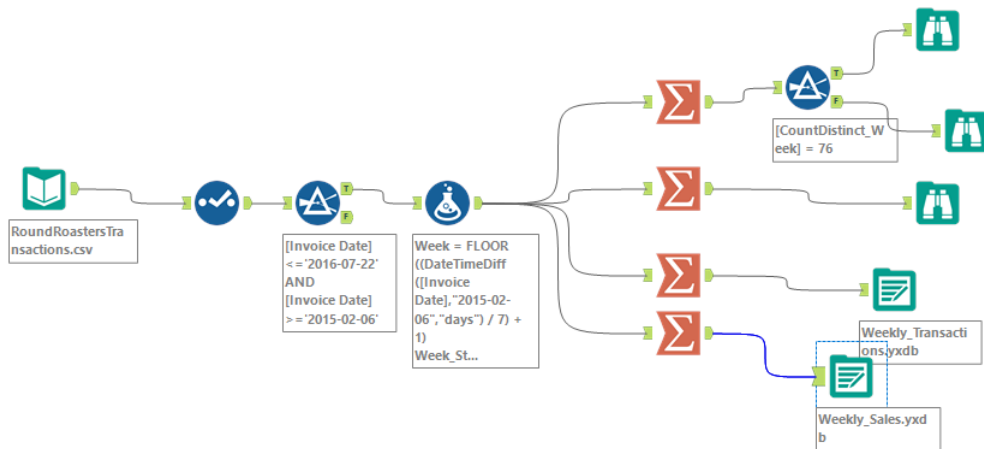 T
F
[CountDistinct_W
eek] = 76
T
F
RoundRoastersTra
nsactions.csv
[Invoice Date]
<='2016-07-22'
AND
[Invoice Date]
>='2015-02-06'
Week = FLOOR
((DateTimeDiff
([Invoice
Date],"2015-02-
06","days") / 7) +
1)
Week_St...
Weekly_Transacti
ons.yxdb
Weekly_Sales.yxd
b